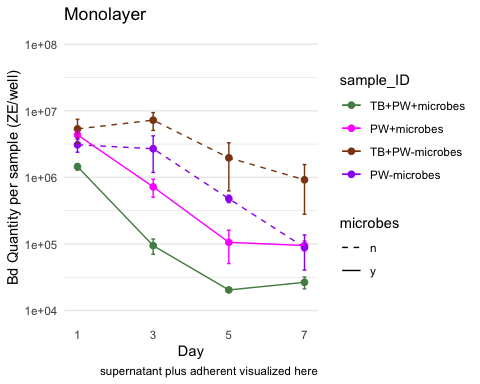 Monolayer
Bd Quantity per sample (ZE/well)
1e+08
1e+07
1e+06
1e+05
1e+04
1 3 5 7
Day
supernatant plus adherent visualized here
sample_ID
TB+PW+microbes
PW+microbes
TB+PW-microbes
PW-microbes
microbes
n
y